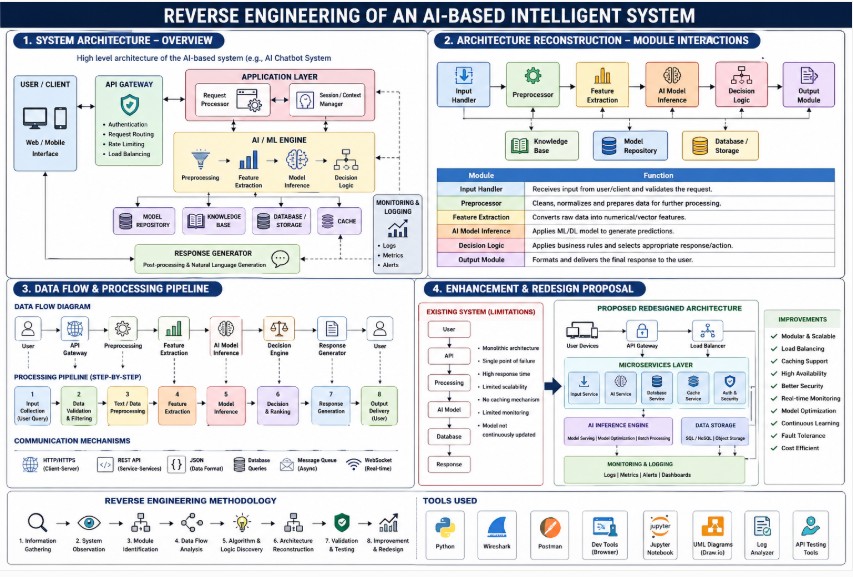 REVERSE ENGINEERING OF AN AI-BASED INTELLIGENT SYSTEM
1. SYSTEM ARCHITECTURE – OVERVIEW
High level architecture of the AI-based system (e.g., AI Chatbot System
USER / CLIENT
Web / Mobile
Interface
API GATEWAY
• Authentication
• Request Routing
• Rate Limiting
• Load Balancing
APPLICATION LAYER
Request
Processor
Session / Context
Manager
AI / ML ENGINE
Preprocessing
Feature
Extraction
Model
Inference
Decision
Logic
MODEL
REPOSITORY
KNOWLEDGE
BASE
DATABASE /
STORAGE
CACHE
MONITORING &
LOGGING
• Logs
• Metrics
• Alerts
RESPONSE GENERATOR
Post-processing & Natural Language Generation
2. ARCHITECTURE RECONSTRUCTION – MODULE INTERACTIONS
Input
Handler
Preprocessor
Feature
Extraction
AI Model
Inference
Decision
Logic
Output
Module
Knowledge
Base
Model
Repository
Database /
Storage
Module Function
Input Handler Receives input from user/client and validates the request.
Preprocessor Cleans, normalizes and prepares data for further processing.
Feature Extraction Converts raw data into numerical/vector features.
AI Model Inference Applies ML/DL model to generate predictions.
Decision Logic Applies business rules and selects appropriate response/action.
Output Module Formats and delivers the final response to the user.
3. DATA FLOW & PROCESSING PIPELINE
DATA FLOW DIAGRAM
User
API
Gateway
Preprocessing
Feature
Extraction
AI Model
Inference
Decision
Engine
Response
Generator
User
PROCESSING PIPELINE (STEP-BY-STEP)
1
Input
Collection
(User Query)
2
Data
Validation
& Filtering
3
Text / Data
Preprocessing
4
Feature
Extraction
5
Model
Inference
6
Decision
& Ranking
7
Response
Generation
8
Output
Delivery
(User)
COMMUNICATION MECHANISMS
HTTP/HTTPS
(Client-Server)
REST API
(Service-Services)
JSON
(Data Format)
Database
Queries
Message Queue
(Async)
WebSocket
(Real-time)
4. ENHANCEMENT & REDESIGN PROPOSAL
EXISTING SYSTEM (LIMITATIONS)
User
API
Processing
AI Model
Database
Response
• Monolithic architecture
• Single point of failure
• High response time
• Limited scalability
• No caching mechanism
• Limited monitoring
• Model not
continuously updated
PROPOSED REDESIGNED ARCHITECTURE
User Devices
API Gateway
Load Balancer
MICROSERVICES LAYER
Input Service
AI Service
Database
Service
Cache
Service
Auth &
Security
AI INFERENCE ENGINE
Model Serving | Model Optimization | Batch Processing
DATA STORAGE
SQL / NoSQL | Object Storage
MONITORING & LOGGING
Logs | Metrics | Alerts | Dashboards
IMPROVEMENTS
Modular & Scalable
Load Balancing
Caching Support
High Availability
Better Security
Real-time Monitoring
Model Optimization
Continuous Learning
Fault Tolerance
Cost Efficient
REVERSE ENGINEERING METHODOLOGY
1. Information
Gathering
2. System
Observation
3. Module
Identification
4. Data Flow
Analysis
5. Algorithm &
Logic Discovery
6. Architecture
Reconstruction
7. Validation
& Testing
8. Improvement
& Redesign
TOOLS USED
Python
Wireshark
Postman
Dev Tools
(Browser)
jupyter
Jupyter
Notebook
UML Diagrams
(Draw.io)
Log
Analyzer
API Testing
Tools